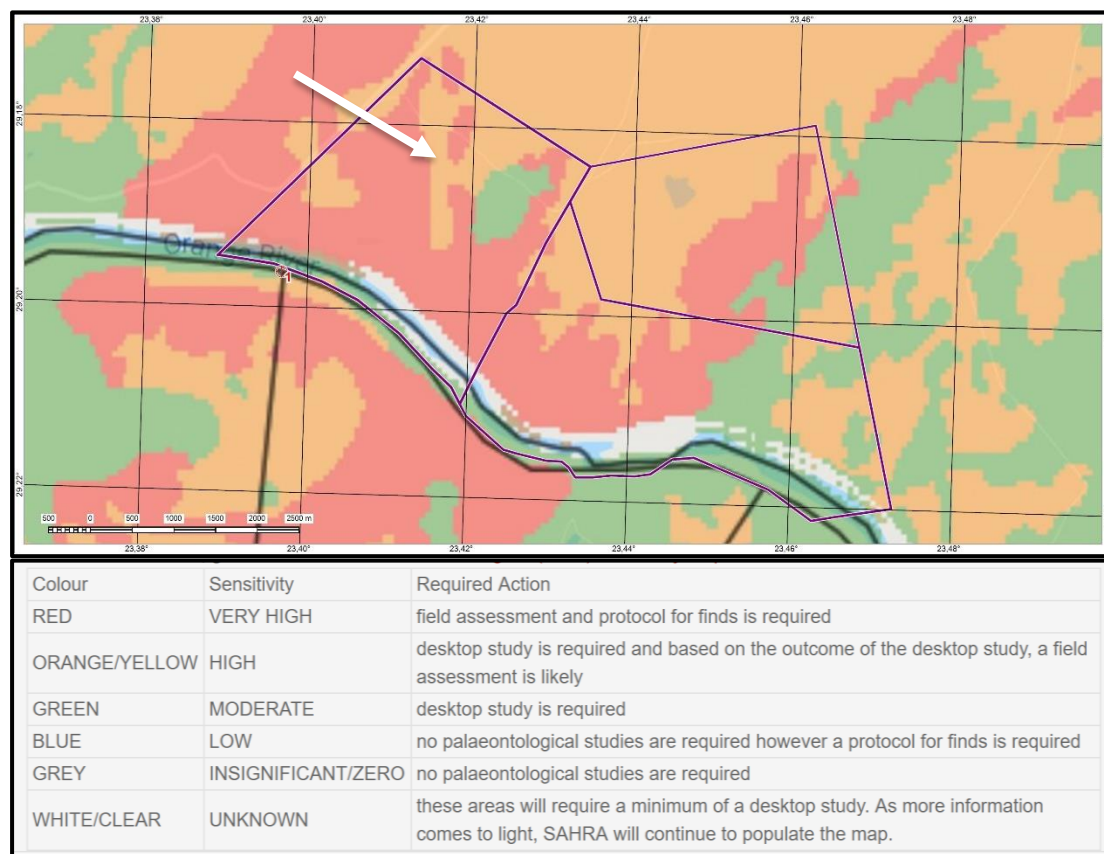 23,38° 23,40° 23,42° 23,44° 23,46° 23,48°
29,18°
Orange River
1
29,20°
29,22°
500 0 500 1000 1500 2000 2500 m
23,38° 23,40° 23,42° 23,44° 23,46° 23,48°
Colour Sensitivity Required Action
RED VERY HIGH field assessment and protocol for finds is required
ORANGE/YELLOW HIGH desktop study is required and based on the outcome of the desktop study, a field
assessment is likely
GREEN MODERATE desktop study is required
BLUE LOW no palaeontological studies are required however a protocol for finds is required
GREY INSIGNIFICANT/ZERO no palaeontological studies are required
WHITE/CLEAR UNKNOWN these areas will require a minimum of a desktop study. As more information
comes to light, SAHRA will continue to populate the map.